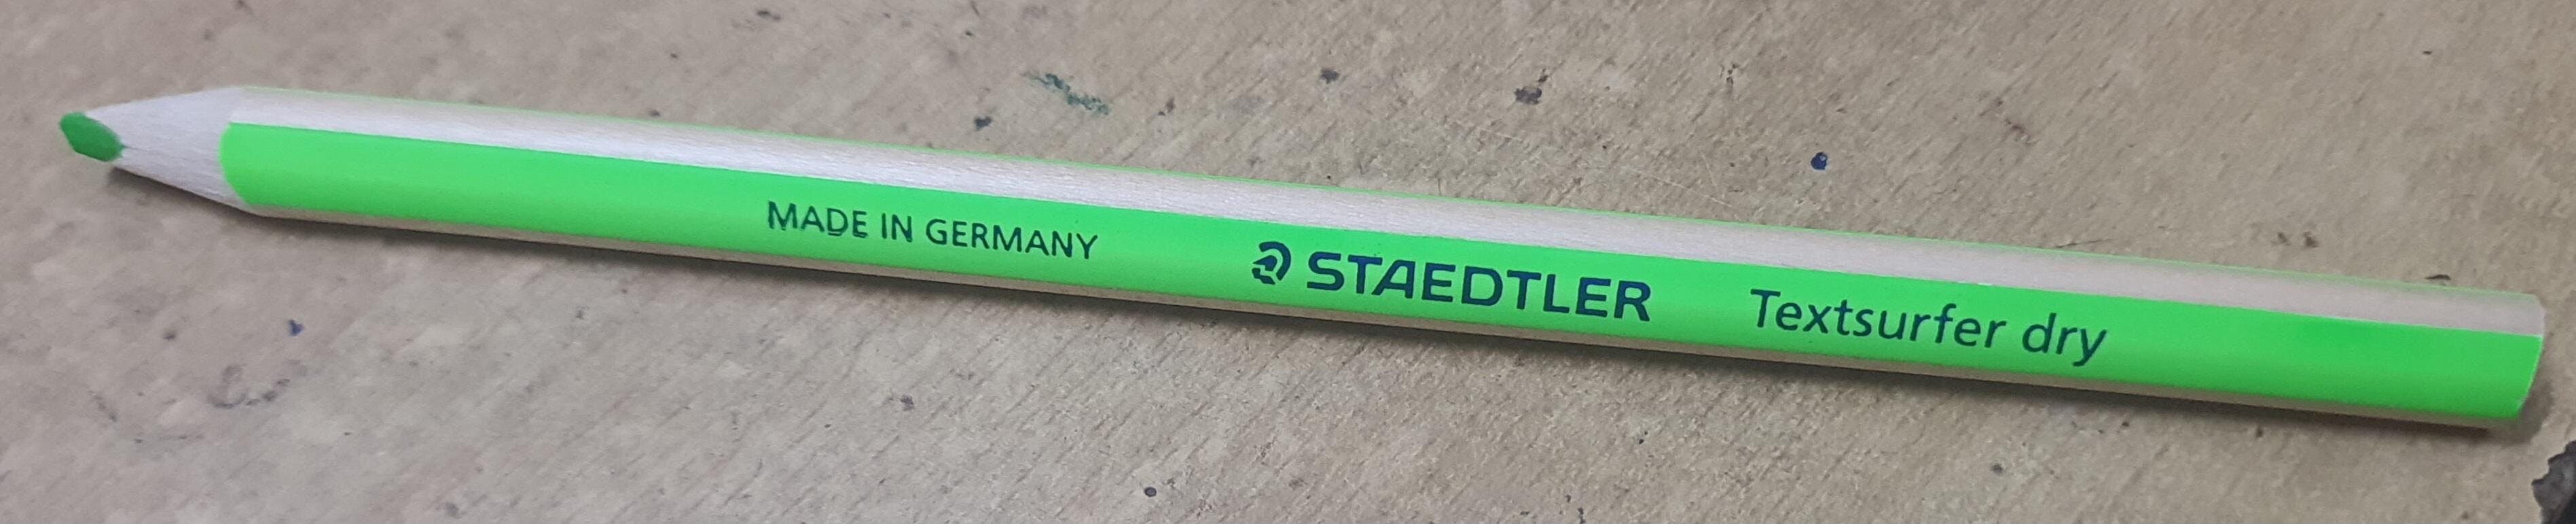 MADE IN GERMANY STAEDTLER Textsurfer dry